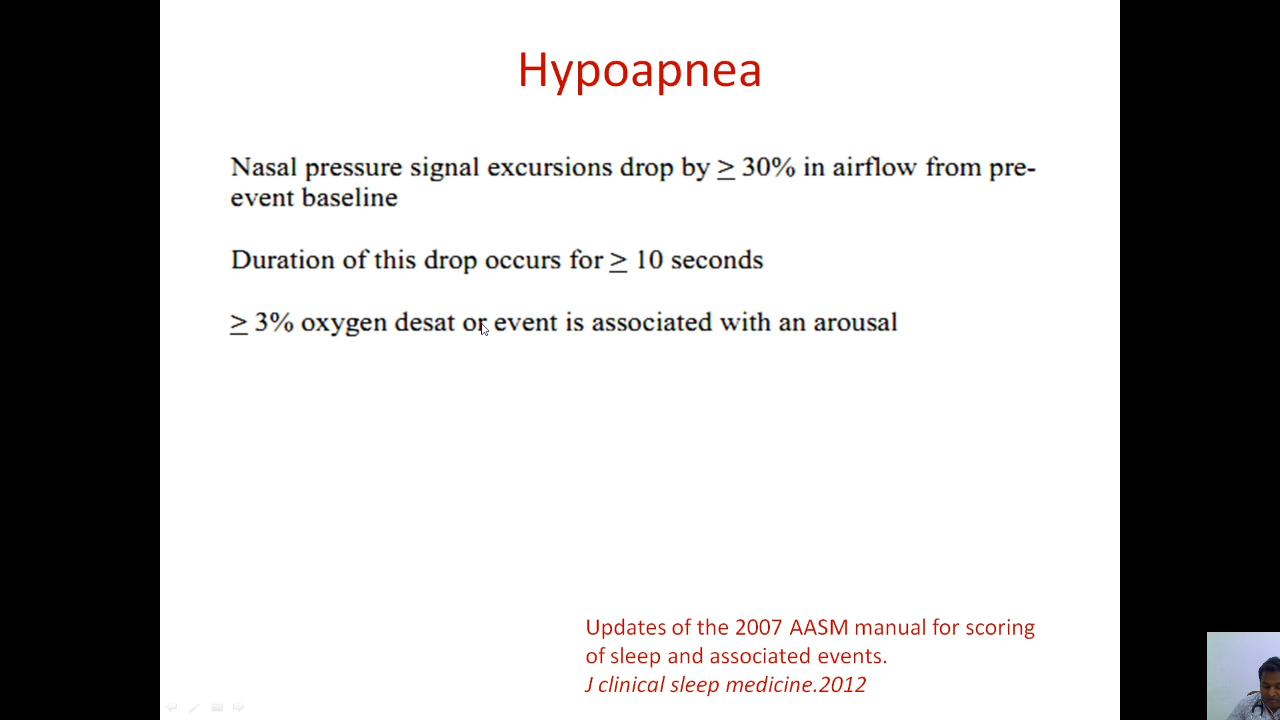 Hypoapnea
Nasal pressure signal excursions drop by ≥ 30% in airflow from pre-
event baseline
Duration of this drop occurs for ≥ 10 seconds
≥ 3% oxygen desat or event is associated with an arousal
Updates of the 2007 AASM manual for scoring
of sleep and associated events.
J clinical sleep medicine.2012